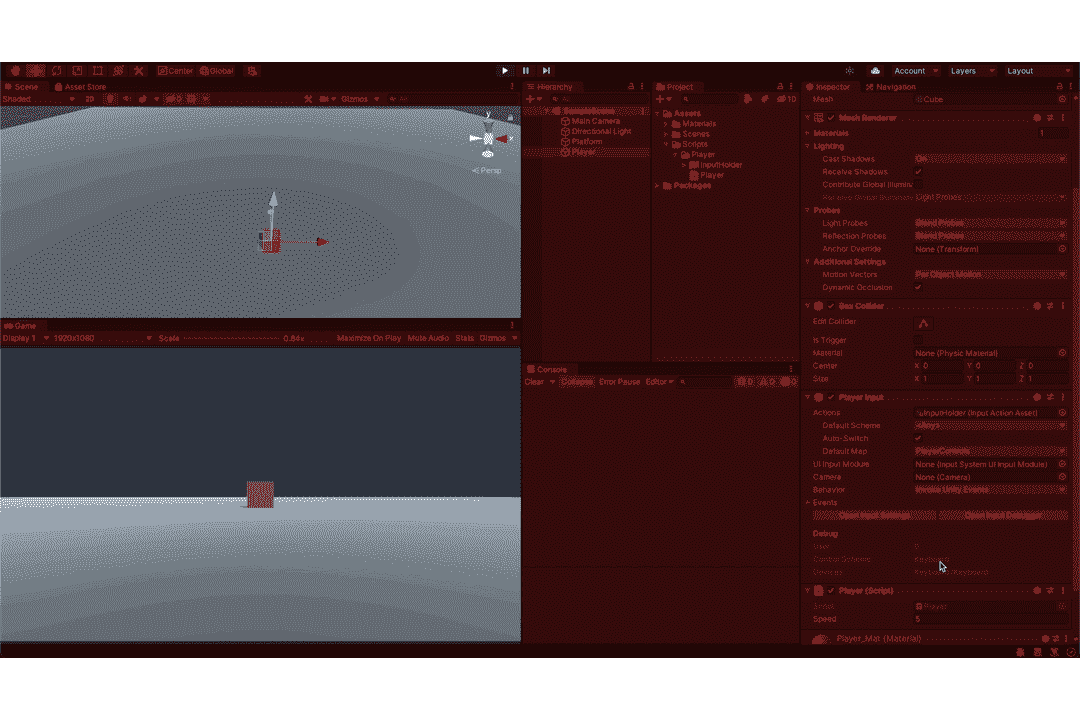 Center Global
Account Layers Layout
Scene Asset Store
Shaded 2D Gizmos All
y
x
Persp
Game
Display 1 1920x1080 Scale 0.84x Maximize On Play Mute Audio Stats Gizmos
Hierarchy
All
SampleScene
Main Camera
Directional Light
Platform
Player
Project
10
Assets
Materials
Scenes
Scripts
Player
InputHolder
Player
Packages
Console
Clear Collapse Error Pause Editor 0 0 0
Inspector Navigation
Mesh Cube
Mesh Renderer
Materials 1
Lighting
Cast Shadows On
Receive Shadows
Contribute Global Illumin
Receive Global Illumin Light Probes
Probes
Light Probes Blend Probes
Reflection Probes Blend Probes
Anchor Override None (Transform)
Additional Settings
Motion Vectors Per Object Motion
Dynamic Occlusion
Box Collider
Edit Collider
Is Trigger
Material None (Physic Material)
Center X 0 Y 0 Z 0
Size X 1 Y 1 Z 1
Player Input
Actions InputHolder (Input Action Asset)
Default Scheme <Any>
Auto-Switch
Default Map PlayerControls
UI Input Module None (Input System UI Input Module)
Camera None (Camera)
Behavior Invoke Unity Events
Events
Open Input Settings Open Input Debugger
Debug
User 0
Control Scheme Keyboard
Devices Keyboard:/Keyboard
Player (Script)
Script Player
Speed 5
Player_Mat (Material)